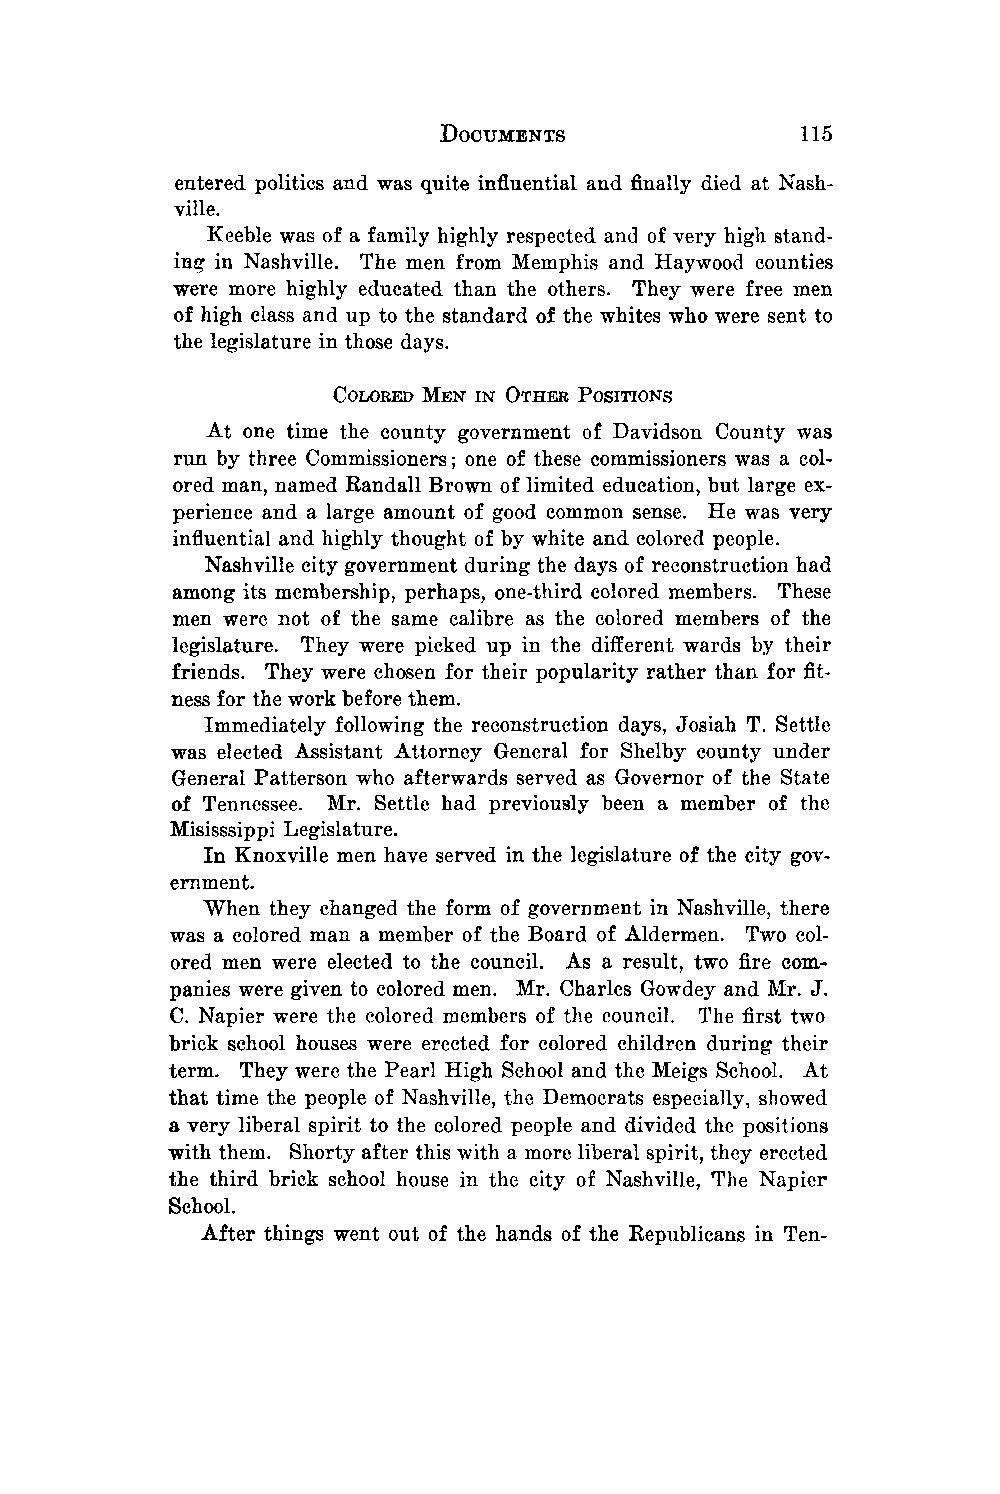 DOCUMENTS 115
entered politics and was quite influential and finally died at Nash-
ville.
Keeble was of a family highly respected and of very high stand-
ing in Nashville. The men from Memphis and Haywood counties
were more highly educated than the others. They were free men
of high class and up to the standard of the whites who were sent to
the legislature in those days.
COLORED MEN IN OTHER POSITIONS
At one time the county government of Davidson County was
run by three Commissioners; one of these commissioners was a col-
ored man, named Randall Brown of limited education, but large ex-
perience and a large amount of good common sense. He was very
influential and highly thought of by white and colored people.
Nashville city government during the days of reconstruction had
among its membership, perhaps, one-third colored members. These
men were not of the same calibre as the colored members of the
legislature. They were picked up in the different wards by their
friends. They were chosen for their popularity rather than for fit-
ness for the work before them.
Immediately following the reconstruction days, Josiah T. Settle
was elected Assistant Attorney General for Shelby county under
General Patterson who afterwards served as Governor of the State
of Tennessee. Mr. Settle had previously been a member of the
Misisssippi Legislature.
In Knoxville men have served in the legislature of the city gov-
ernment.
When they changed the form of government in Nashville, there
was a colored man a member of the Board of Aldermen. Two col-
ored men were elected to the council. As a result, two fire com-
panies were given to colored men. Mr. Charles Gowdey and Mr. J.
C. Napier were the colored members of the council. The first two
brick school houses were erected for colored children during their
term. They were the Pearl High School and the Meigs School. At
that time the people of Nashville, the Democrats especially, showed
a very liberal spirit to the colored people and divided the positions
with them. Shorty after this with a more liberal spirit, they erected
the third brick school house in the city of Nashville, The Napier
School.
After things went out of the hands of the Republicans in Ten-